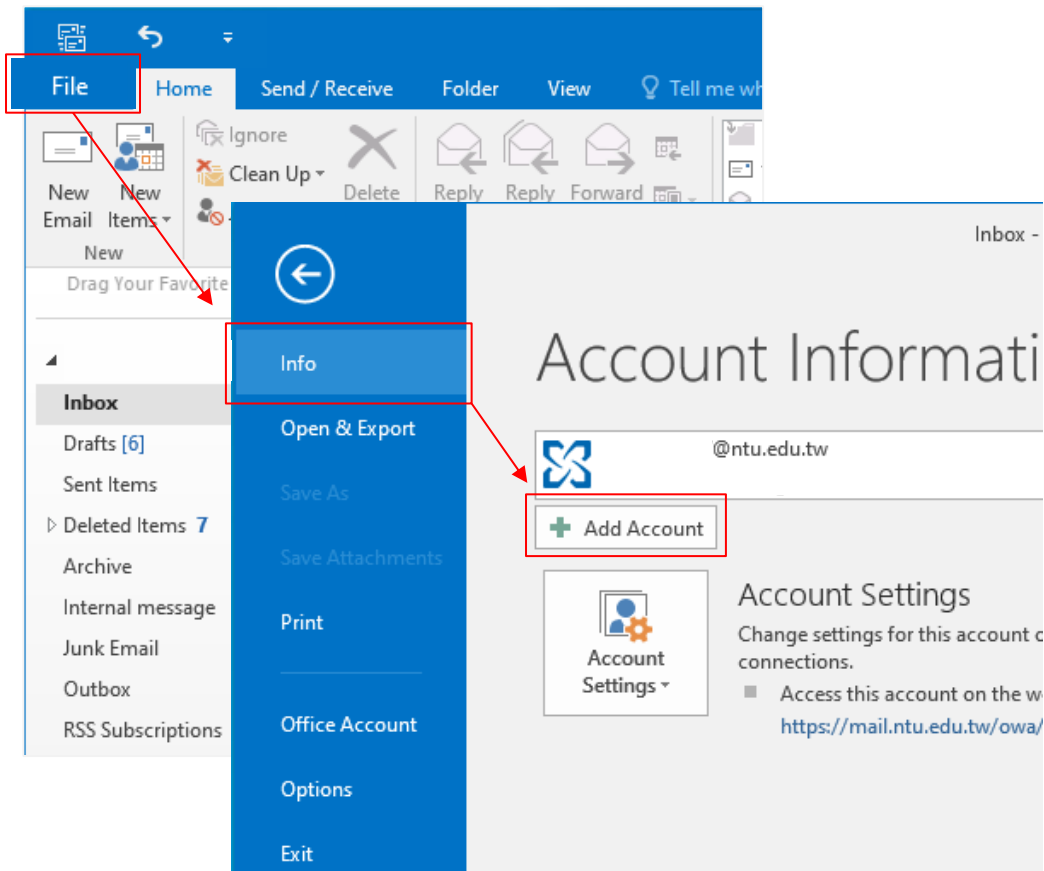 File
Home
Send / Receive
Folder
View
Tell me wh
Ignore
Clean Up
New
Email
New
Items
Delete
Reply
Reply
Forward
New
Drag Your Favorite
Inbox
Drafts [6]
Sent Items
Deleted Items 7
Archive
Internal message
Junk Email
Outbox
RSS Subscriptions
Info
Open & Export
Save As
Save Attachments
Print
Office Account
Options
Exit
Inbox -
Account Informati
@ntu.edu.tw
Add Account
Account
Settings
Account Settings
Change settings for this account o
connections.
Access this account on the w
https://mail.ntu.edu.tw/owa/